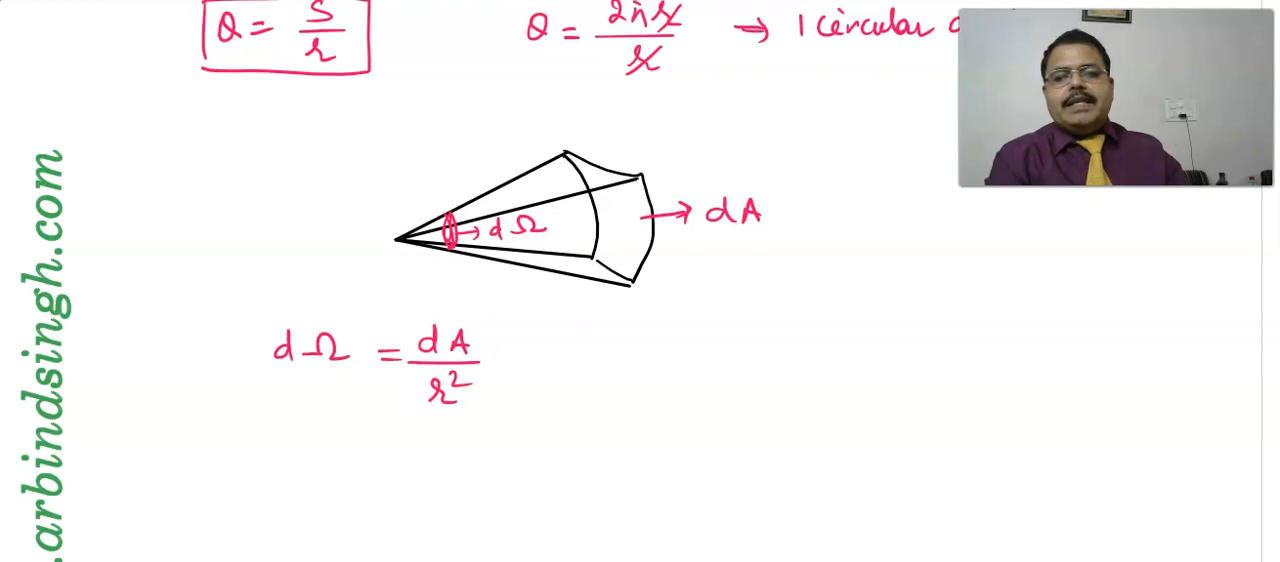 θ = S/r
θ = 2πr/r → 1 circular
dΩ
→ dA
dΩ = dA/r²
.arbindsingh.com